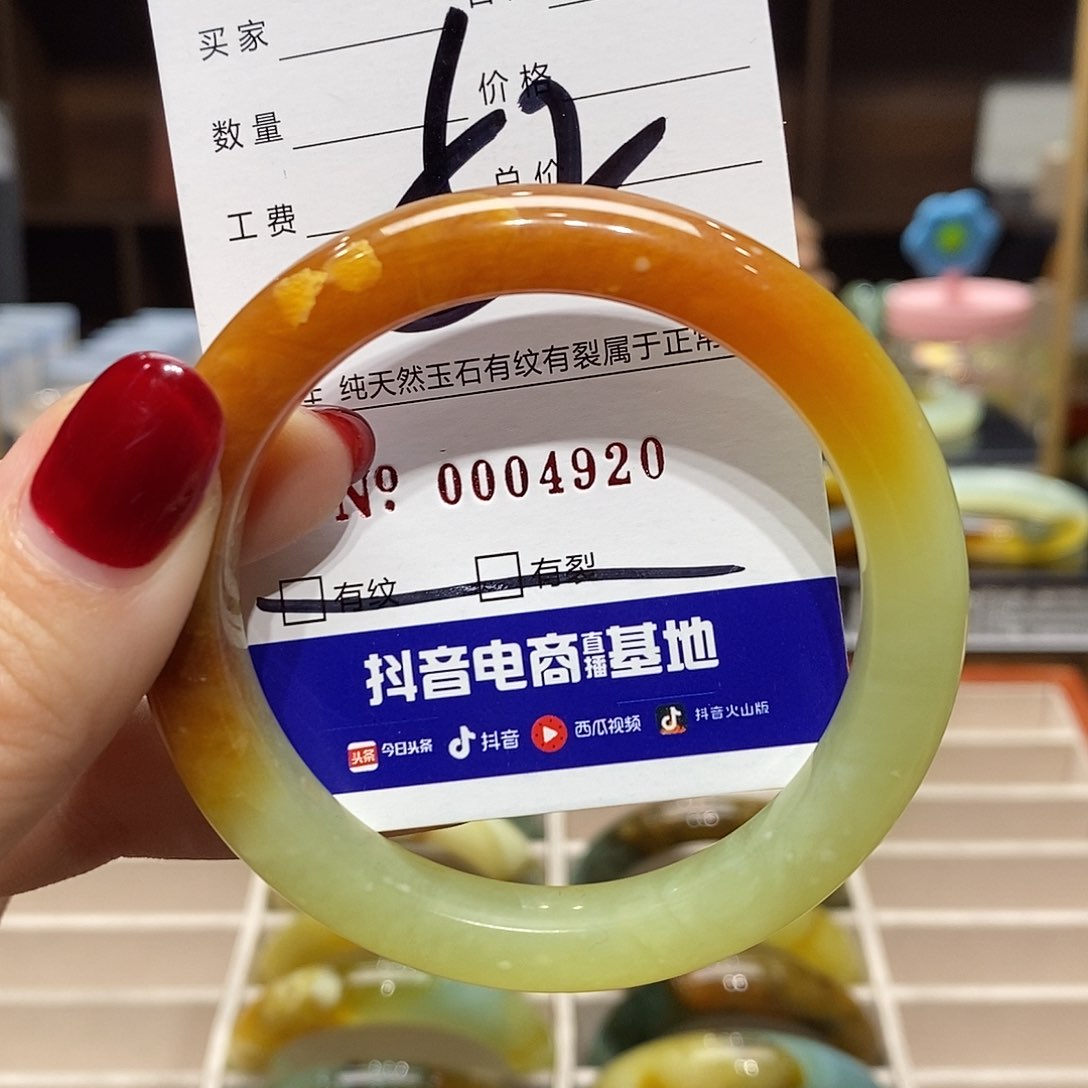 买家
价格
数量
总价
工费
纯天然玉石有纹有裂属于正常
Nº 0004920
有纹 有裂
抖音电商直播基地
头条 今日头条 抖音 西瓜视频 抖音火山版